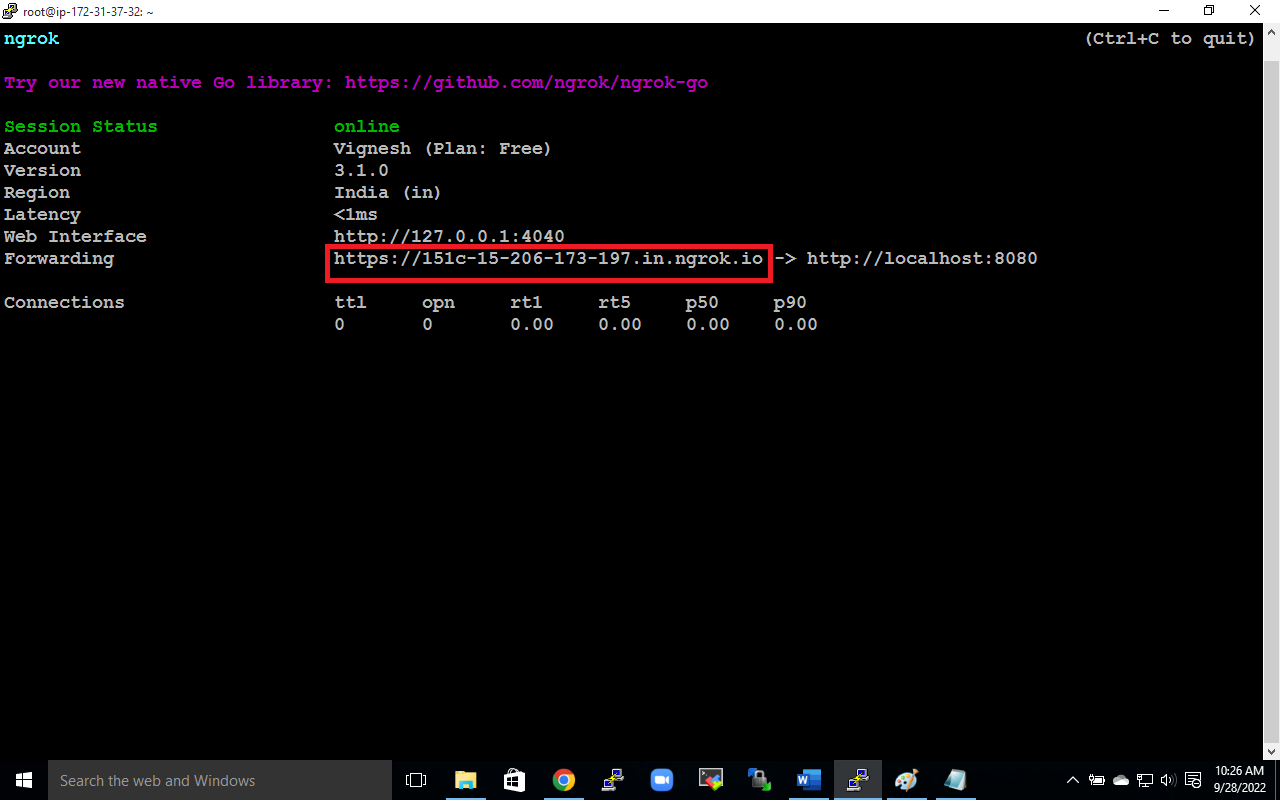 root@ip-172-31-37-32: ~
ngrok (Ctrl+C to quit)
Try our new native Go library: https://github.com/ngrok/ngrok-go
Session Status online
Account Vignesh (Plan: Free)
Version 3.1.0
Region India (in)
Latency <1ms
Web Interface http://127.0.0.1:4040
Forwarding https://151c-15-206-173-197.in.ngrok.io -> http://localhost:8080
Connections ttl opn rt1 rt5 p50 p90
0 0 0.00 0.00 0.00 0.00
Search the web and Windows
10:26 AM
9/28/2022